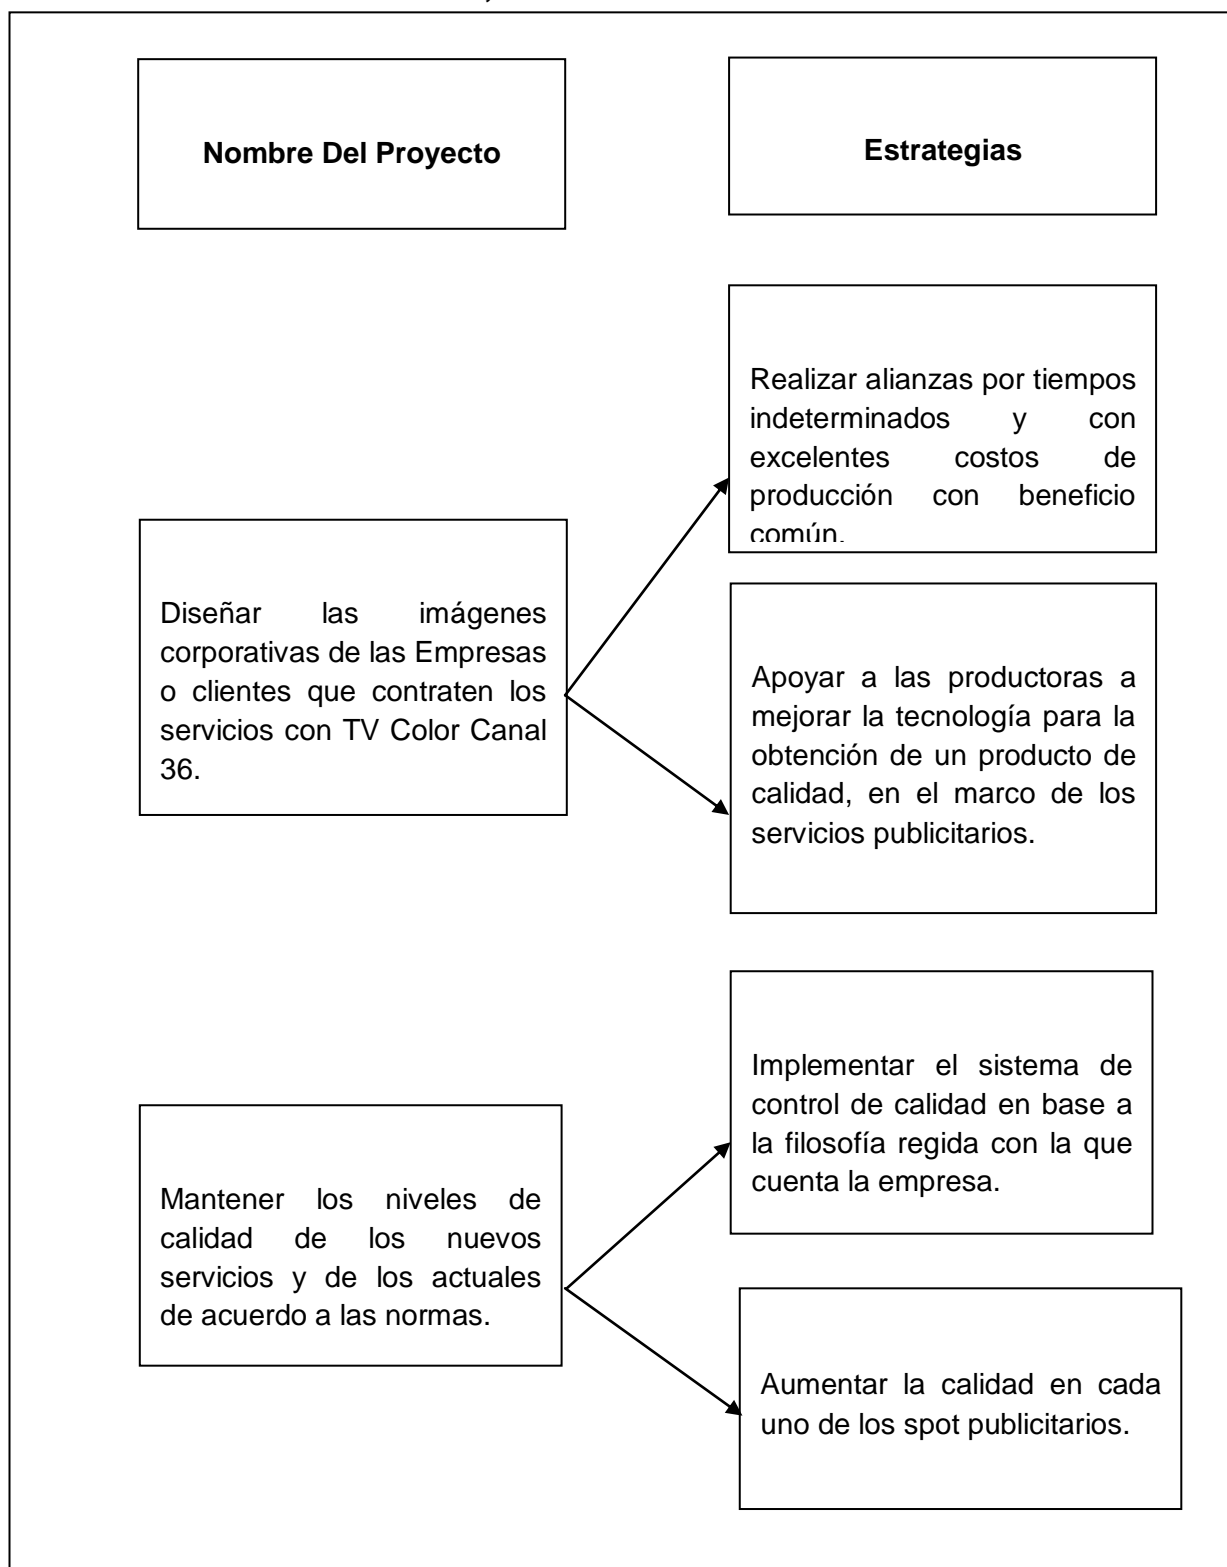 Nombre Del Proyecto
Estrategias
Realizar alianzas por tiempos
indeterminados y con
excelentes costos de
producción con beneficio
común.
Diseñar las imágenes
corporativas de las Empresas
o clientes que contraten los
servicios con TV Color Canal
36.
Apoyar a las productoras a
mejorar la tecnología para la
obtención de un producto de
calidad, en el marco de los
servicios publicitarios.
Implementar el sistema de
control de calidad en base a
la filosofía regida con la que
cuenta la empresa.
Mantener los niveles de
calidad de los nuevos
servicios y de los actuales
de acuerdo a las normas.
Aumentar la calidad en cada
uno de los spot publicitarios.